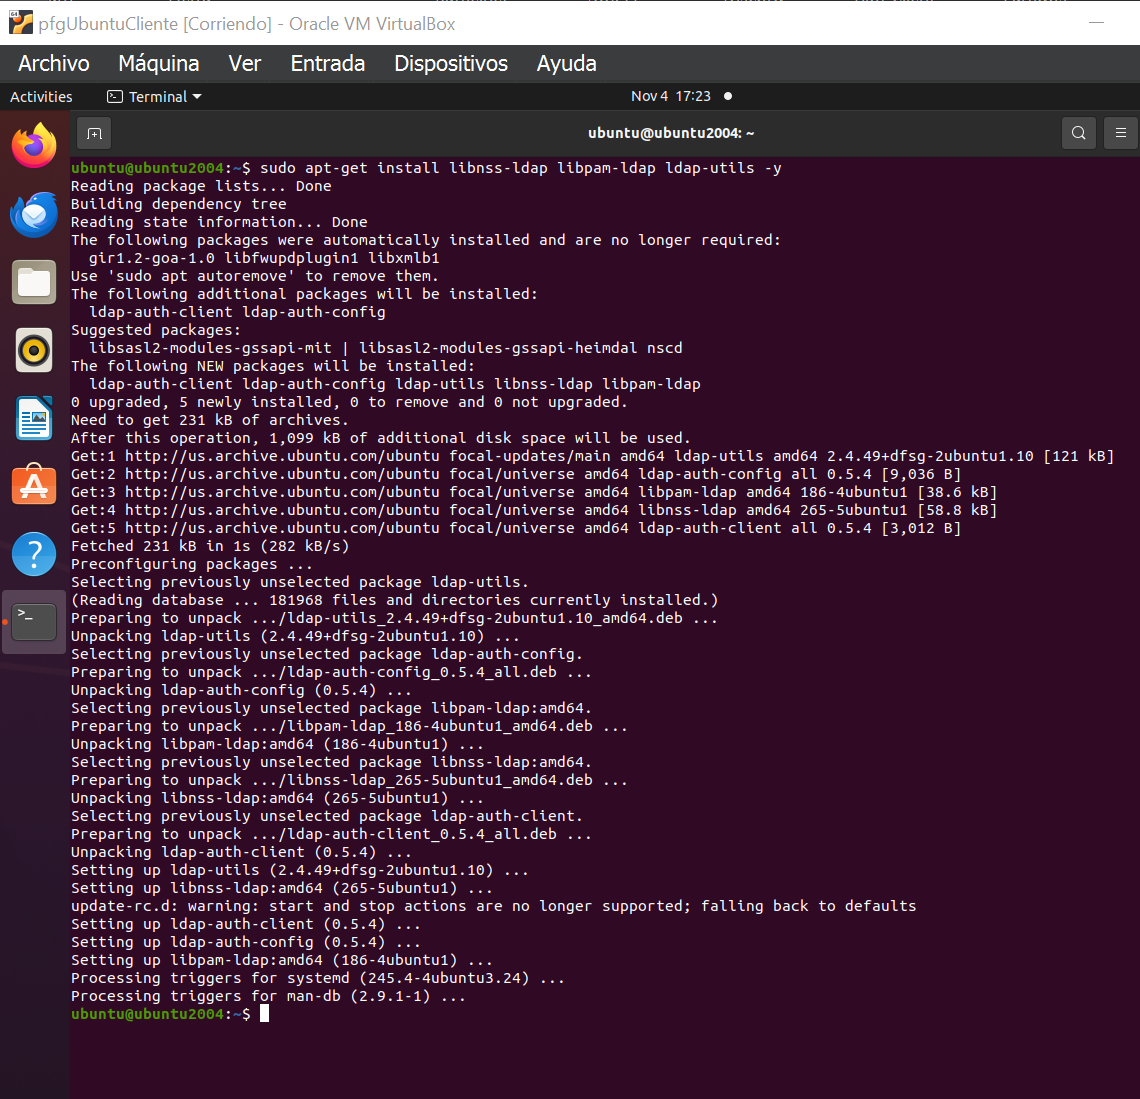 pfgUbuntuCliente [Corriendo] - Oracle VM VirtualBox
Archivo Máquina Ver Entrada Dispositivos Ayuda
Activities Terminal Nov 4 17:23
ubuntu@ubuntu2004: ~
ubuntu@ubuntu2004:~$ sudo apt-get install libnss-ldap libpam-ldap ldap-utils -y
Reading package lists... Done
Building dependency tree
Reading state information... Done
The following packages were automatically installed and are no longer required:
  gir1.2-goa-1.0 libfwupdplugin1 libxmlb1
Use 'sudo apt autoremove' to remove them.
The following additional packages will be installed:
  ldap-auth-client ldap-auth-config
Suggested packages:
  libsasl2-modules-gssapi-mit | libsasl2-modules-gssapi-heimdal nscd
The following NEW packages will be installed:
  ldap-auth-client ldap-auth-config ldap-utils libnss-ldap libpam-ldap
0 upgraded, 5 newly installed, 0 to remove and 0 not upgraded.
Need to get 231 kB of archives.
After this operation, 1,099 kB of additional disk space will be used.
Get:1 http://us.archive.ubuntu.com/ubuntu focal-updates/main amd64 ldap-utils amd64 2.4.49+dfsg-2ubuntu1.10 [121 kB]
Get:2 http://us.archive.ubuntu.com/ubuntu focal/universe amd64 ldap-auth-config all 0.5.4 [9,036 B]
Get:3 http://us.archive.ubuntu.com/ubuntu focal/universe amd64 libpam-ldap amd64 186-4ubuntu1 [38.6 kB]
Get:4 http://us.archive.ubuntu.com/ubuntu focal/universe amd64 libnss-ldap amd64 265-5ubuntu1 [58.8 kB]
Get:5 http://us.archive.ubuntu.com/ubuntu focal/universe amd64 ldap-auth-client all 0.5.4 [3,012 B]
Fetched 231 kB in 1s (282 kB/s)
Preconfiguring packages ...
Selecting previously unselected package ldap-utils.
(Reading database ... 181968 files and directories currently installed.)
Preparing to unpack .../ldap-utils_2.4.49+dfsg-2ubuntu1.10_amd64.deb ...
Unpacking ldap-utils (2.4.49+dfsg-2ubuntu1.10) ...
Selecting previously unselected package ldap-auth-config.
Preparing to unpack .../ldap-auth-config_0.5.4_all.deb ...
Unpacking ldap-auth-config (0.5.4) ...
Selecting previously unselected package libpam-ldap:amd64.
Preparing to unpack .../libpam-ldap_186-4ubuntu1_amd64.deb ...
Unpacking libpam-ldap:amd64 (186-4ubuntu1) ...
Selecting previously unselected package libnss-ldap:amd64.
Preparing to unpack .../libnss-ldap_265-5ubuntu1_amd64.deb ...
Unpacking libnss-ldap:amd64 (265-5ubuntu1) ...
Selecting previously unselected package ldap-auth-client.
Preparing to unpack .../ldap-auth-client_0.5.4_all.deb ...
Unpacking ldap-auth-client (0.5.4) ...
Setting up ldap-utils (2.4.49+dfsg-2ubuntu1.10) ...
Setting up libnss-ldap:amd64 (265-5ubuntu1) ...
update-rc.d: warning: start and stop actions are no longer supported; falling back to defaults
Setting up ldap-auth-client (0.5.4) ...
Setting up ldap-auth-config (0.5.4) ...
Setting up libpam-ldap:amd64 (186-4ubuntu1) ...
Processing triggers for systemd (245.4-4ubuntu3.24) ...
Processing triggers for man-db (2.9.1-1) ...
ubuntu@ubuntu2004:~$